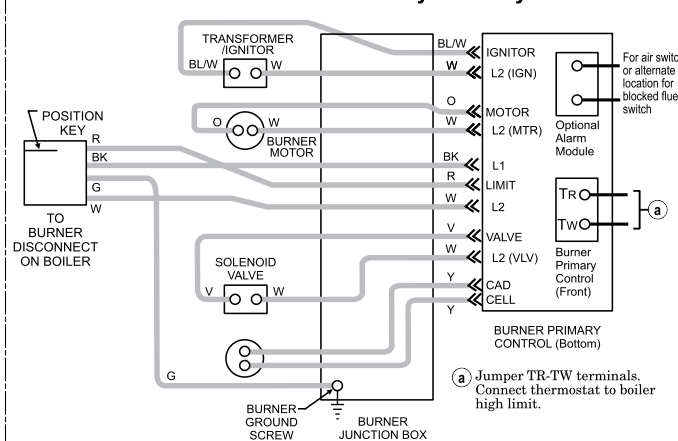 TRANSFORMER
/IGNITOR
BL/W
W
BL/W
IGNITOR
W
L2 (IGN)
For air switc
or alternate
location for
blocked flue
switch
O
MOTOR
O
W
W
L2 (MTR)
BURNER
MOTOR
Optional
Alarm
Module
POSITION
KEY
R
BK
G
W
TO
BURNER
DISCONNECT
ON BOILER
BK
L1
R
LIMIT
W
L2
TR
TW
a
V
VALVE
W
L2 (VLV)
SOLENOID
VALVE
V
W
Burner
Primary
Control
(Front)
Y
CAD
CELL
Y
BURNER PRIMARY
CONTROL (Bottom)
G
BURNER
GROUND
SCREW
BURNER
JUNCTION BOX
a Jumper TR-TW terminals.
Connect thermostat to boiler
high limit.